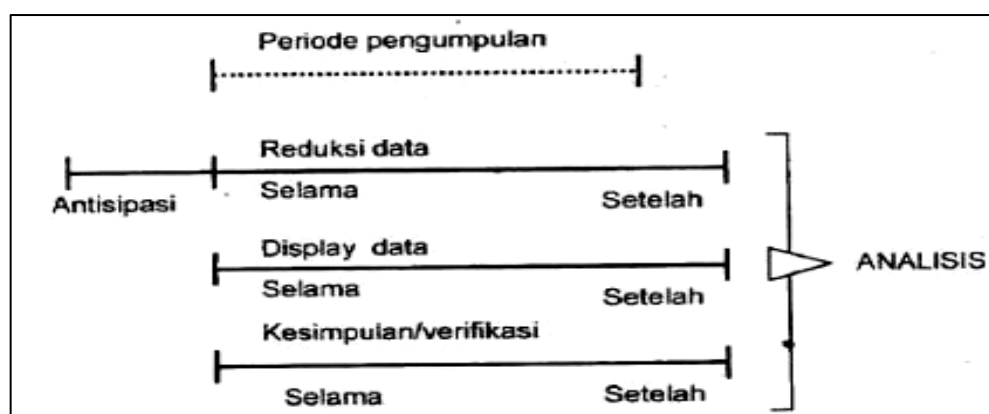 Periode pengumpulan
Reduksi data
Antisipasi
Selama
Setelah
Display data
Selama
Setelah
ANALISIS
Kesimpulan/verifikasi
Selama
Setelah